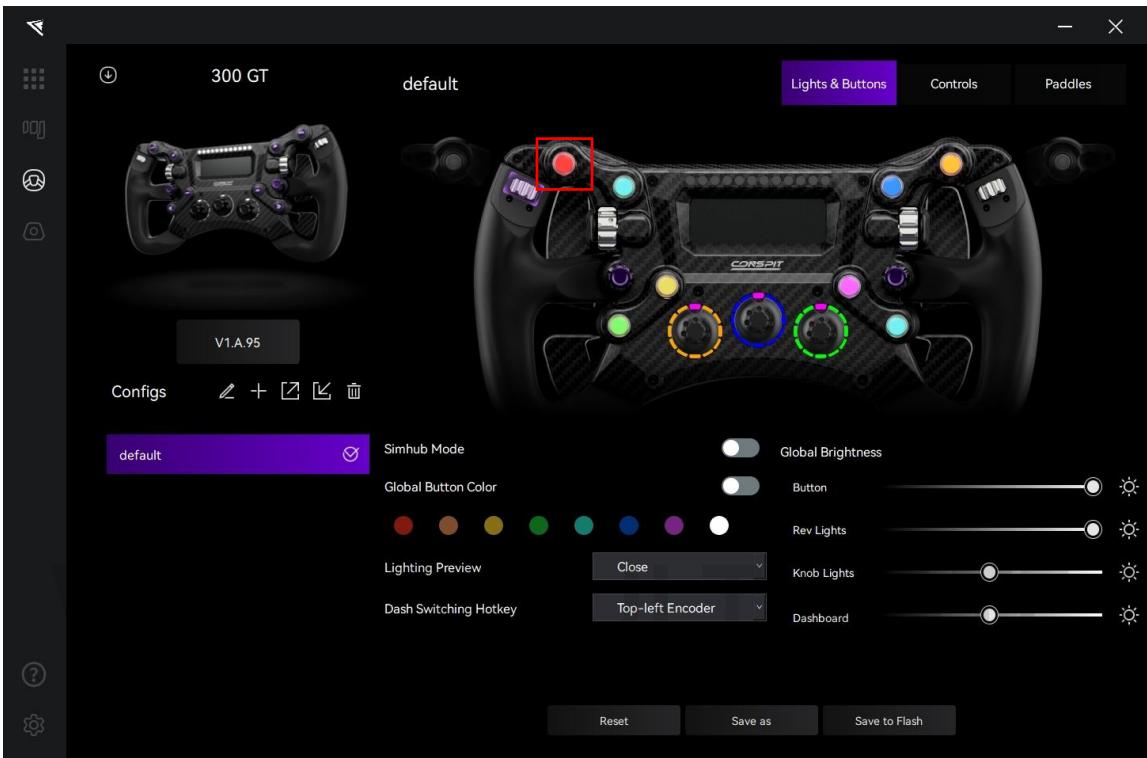 300 GT
default
Lights & Buttons
Controls
Paddles
CORSPIT
V1.A.95
Configs
default
Simhub Mode
Global Button Color
Lighting Preview
Close
Dash Switching Hotkey
Top-left Encoder
Global Brightness
Button
Rev Lights
Knob Lights
Dashboard
Reset
Save as
Save to Flash